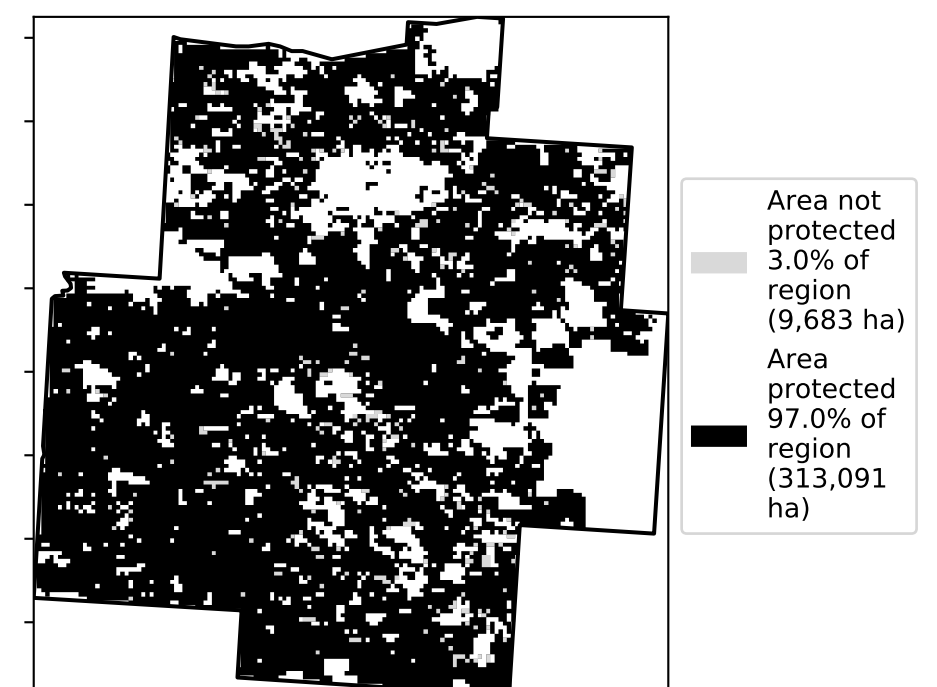 Area not
protected
3.0% of
region
(9,683 ha)
Area
protected
97.0% of
region
(313,091
ha)